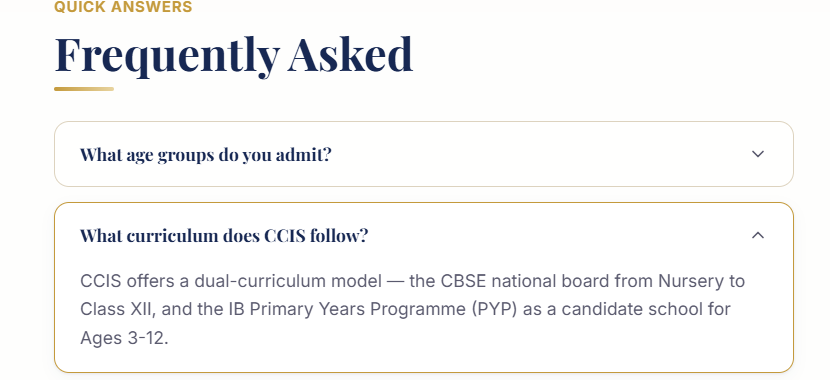 QUICK ANSWERS
Frequently Asked
What age groups do you admit?
What curriculum does CCIS follow?
CCIS offers a dual-curriculum model — the CBSE national board from Nursery to
Class XII, and the IB Primary Years Programme (PYP) as a candidate school for
Ages 3-12.